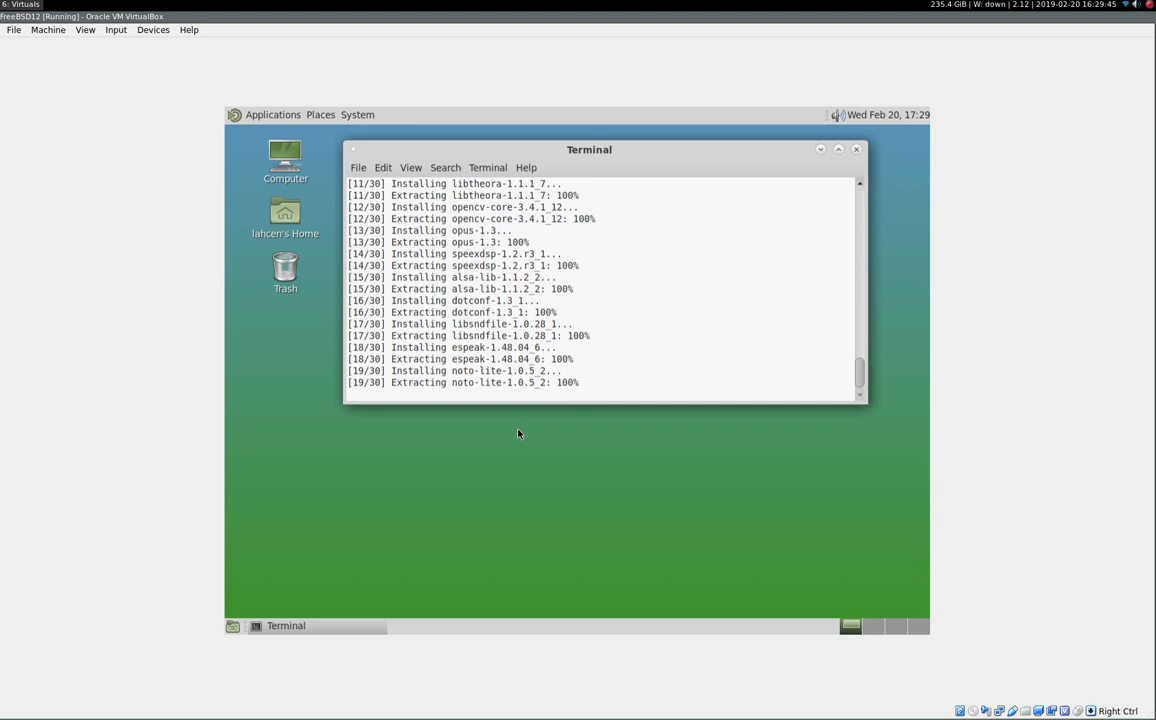 6: Virtuals
235.4 GiB | W: down | 2.12 | 2019-02-20 16:29:45
FreeBSD12 [Running] - Oracle VM VirtualBox
File Machine View Input Devices Help
Applications Places System
Wed Feb 20, 17:29
Computer
lahcen's Home
Trash
Terminal
File Edit View Search Terminal Help
[11/30] Installing libtheora-1.1.1_7...
[11/30] Extracting libtheora-1.1.1_7: 100%
[12/30] Installing opencv-core-3.4.1_12...
[12/30] Extracting opencv-core-3.4.1_12: 100%
[13/30] Installing opus-1.3...
[13/30] Extracting opus-1.3: 100%
[14/30] Installing speexdsp-1.2.r3_1...
[14/30] Extracting speexdsp-1.2.r3_1: 100%
[15/30] Installing alsa-lib-1.1.2_2...
[15/30] Extracting alsa-lib-1.1.2_2: 100%
[16/30] Installing dotconf-1.3_1...
[16/30] Extracting dotconf-1.3_1: 100%
[17/30] Installing libsndfile-1.0.28_1...
[17/30] Extracting libsndfile-1.0.28_1: 100%
[18/30] Installing espeak-1.48.04_6...
[18/30] Extracting espeak-1.48.04_6: 100%
[19/30] Installing noto-lite-1.0.5_2...
[19/30] Extracting noto-lite-1.0.5_2: 100%
Terminal
Right Ctrl